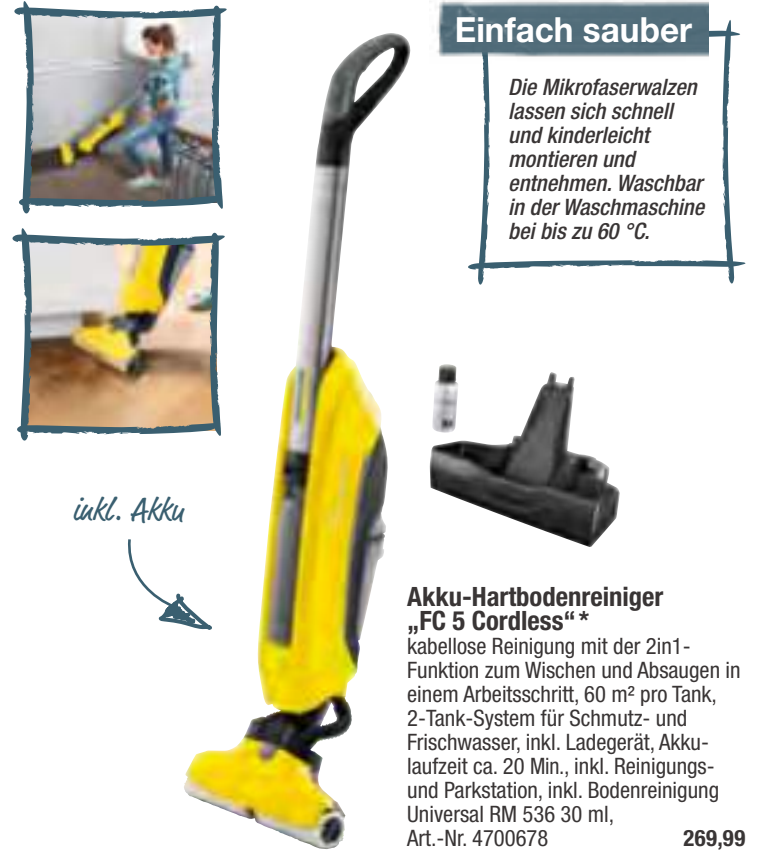 Einfach sauber
Die Mikrofaserwalzen
lassen sich schnell
und kinderleicht
montieren und
entnehmen. Waschbar
in der Waschmaschine
bei bis zu 60 °C.
inkl. Akku
Akku-Hartbodenreiniger
„FC 5 Cordless“*
kabellose Reinigung mit der 2in1-
Funktion zum Wischen und Absaugen in
einem Arbeitsschritt, 60 m² pro Tank,
2-Tank-System für Schmutz- und
Frischwasser, inkl. Ladegerät, Akku-
laufzeit ca. 20 Min., inkl. Reinigungs-
und Parkstation, inkl. Bodenreinigung
Universal RM 536 30 ml,
Art.-Nr. 4700678 269,99